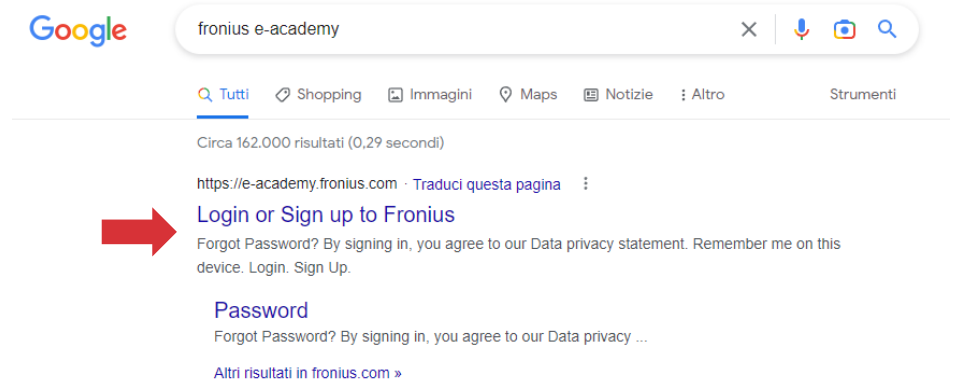 Google
fronius e-academy
Tutti Shopping Immagini Maps Notizie Altro Strumenti
Circa 162.000 risultati (0,29 secondi)
https://e-academy.fronius.com · Traduci questa pagina
Login or Sign up to Fronius
Forgot Password? By signing in, you agree to our Data privacy statement. Remember me on this
device. Login. Sign Up.
Password
Forgot Password? By signing in, you agree to our Data privacy ...
Altri risultati in fronius.com »